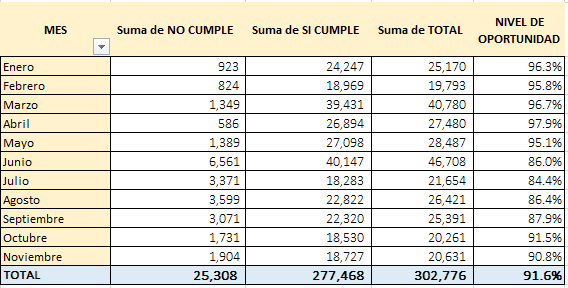 MES Suma de NO CUMPLE Suma de SI CUMPLE Suma de TOTAL NIVEL DE OPORTUNIDAD
Enero 923 24,247 25,170 96.3%
Febrero 824 18,969 19,793 95.8%
Marzo 1,349 39,431 40,780 96.7%
Abril 586 26,894 27,480 97.9%
Mayo 1,389 27,098 28,487 95.1%
Junio 6,561 40,147 46,708 86.0%
Julio 3,371 18,283 21,654 84.4%
Agosto 3,599 22,822 26,421 86.4%
Septiembre 3,071 22,320 25,391 87.9%
Octubre 1,731 18,530 20,261 91.5%
Noviembre 1,904 18,727 20,631 90.8%
TOTAL 25,308 277,468 302,776 91.6%